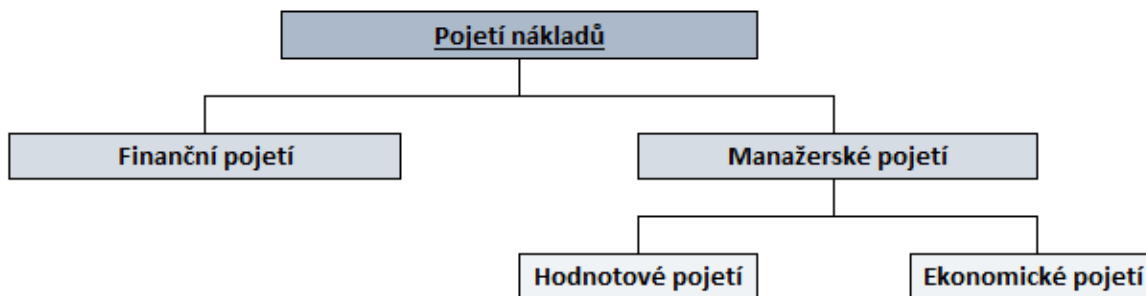 Pojetí nákladů
Finanční pojetí
Manažerské pojetí
Hodnotové pojetí
Ekonomické pojetí